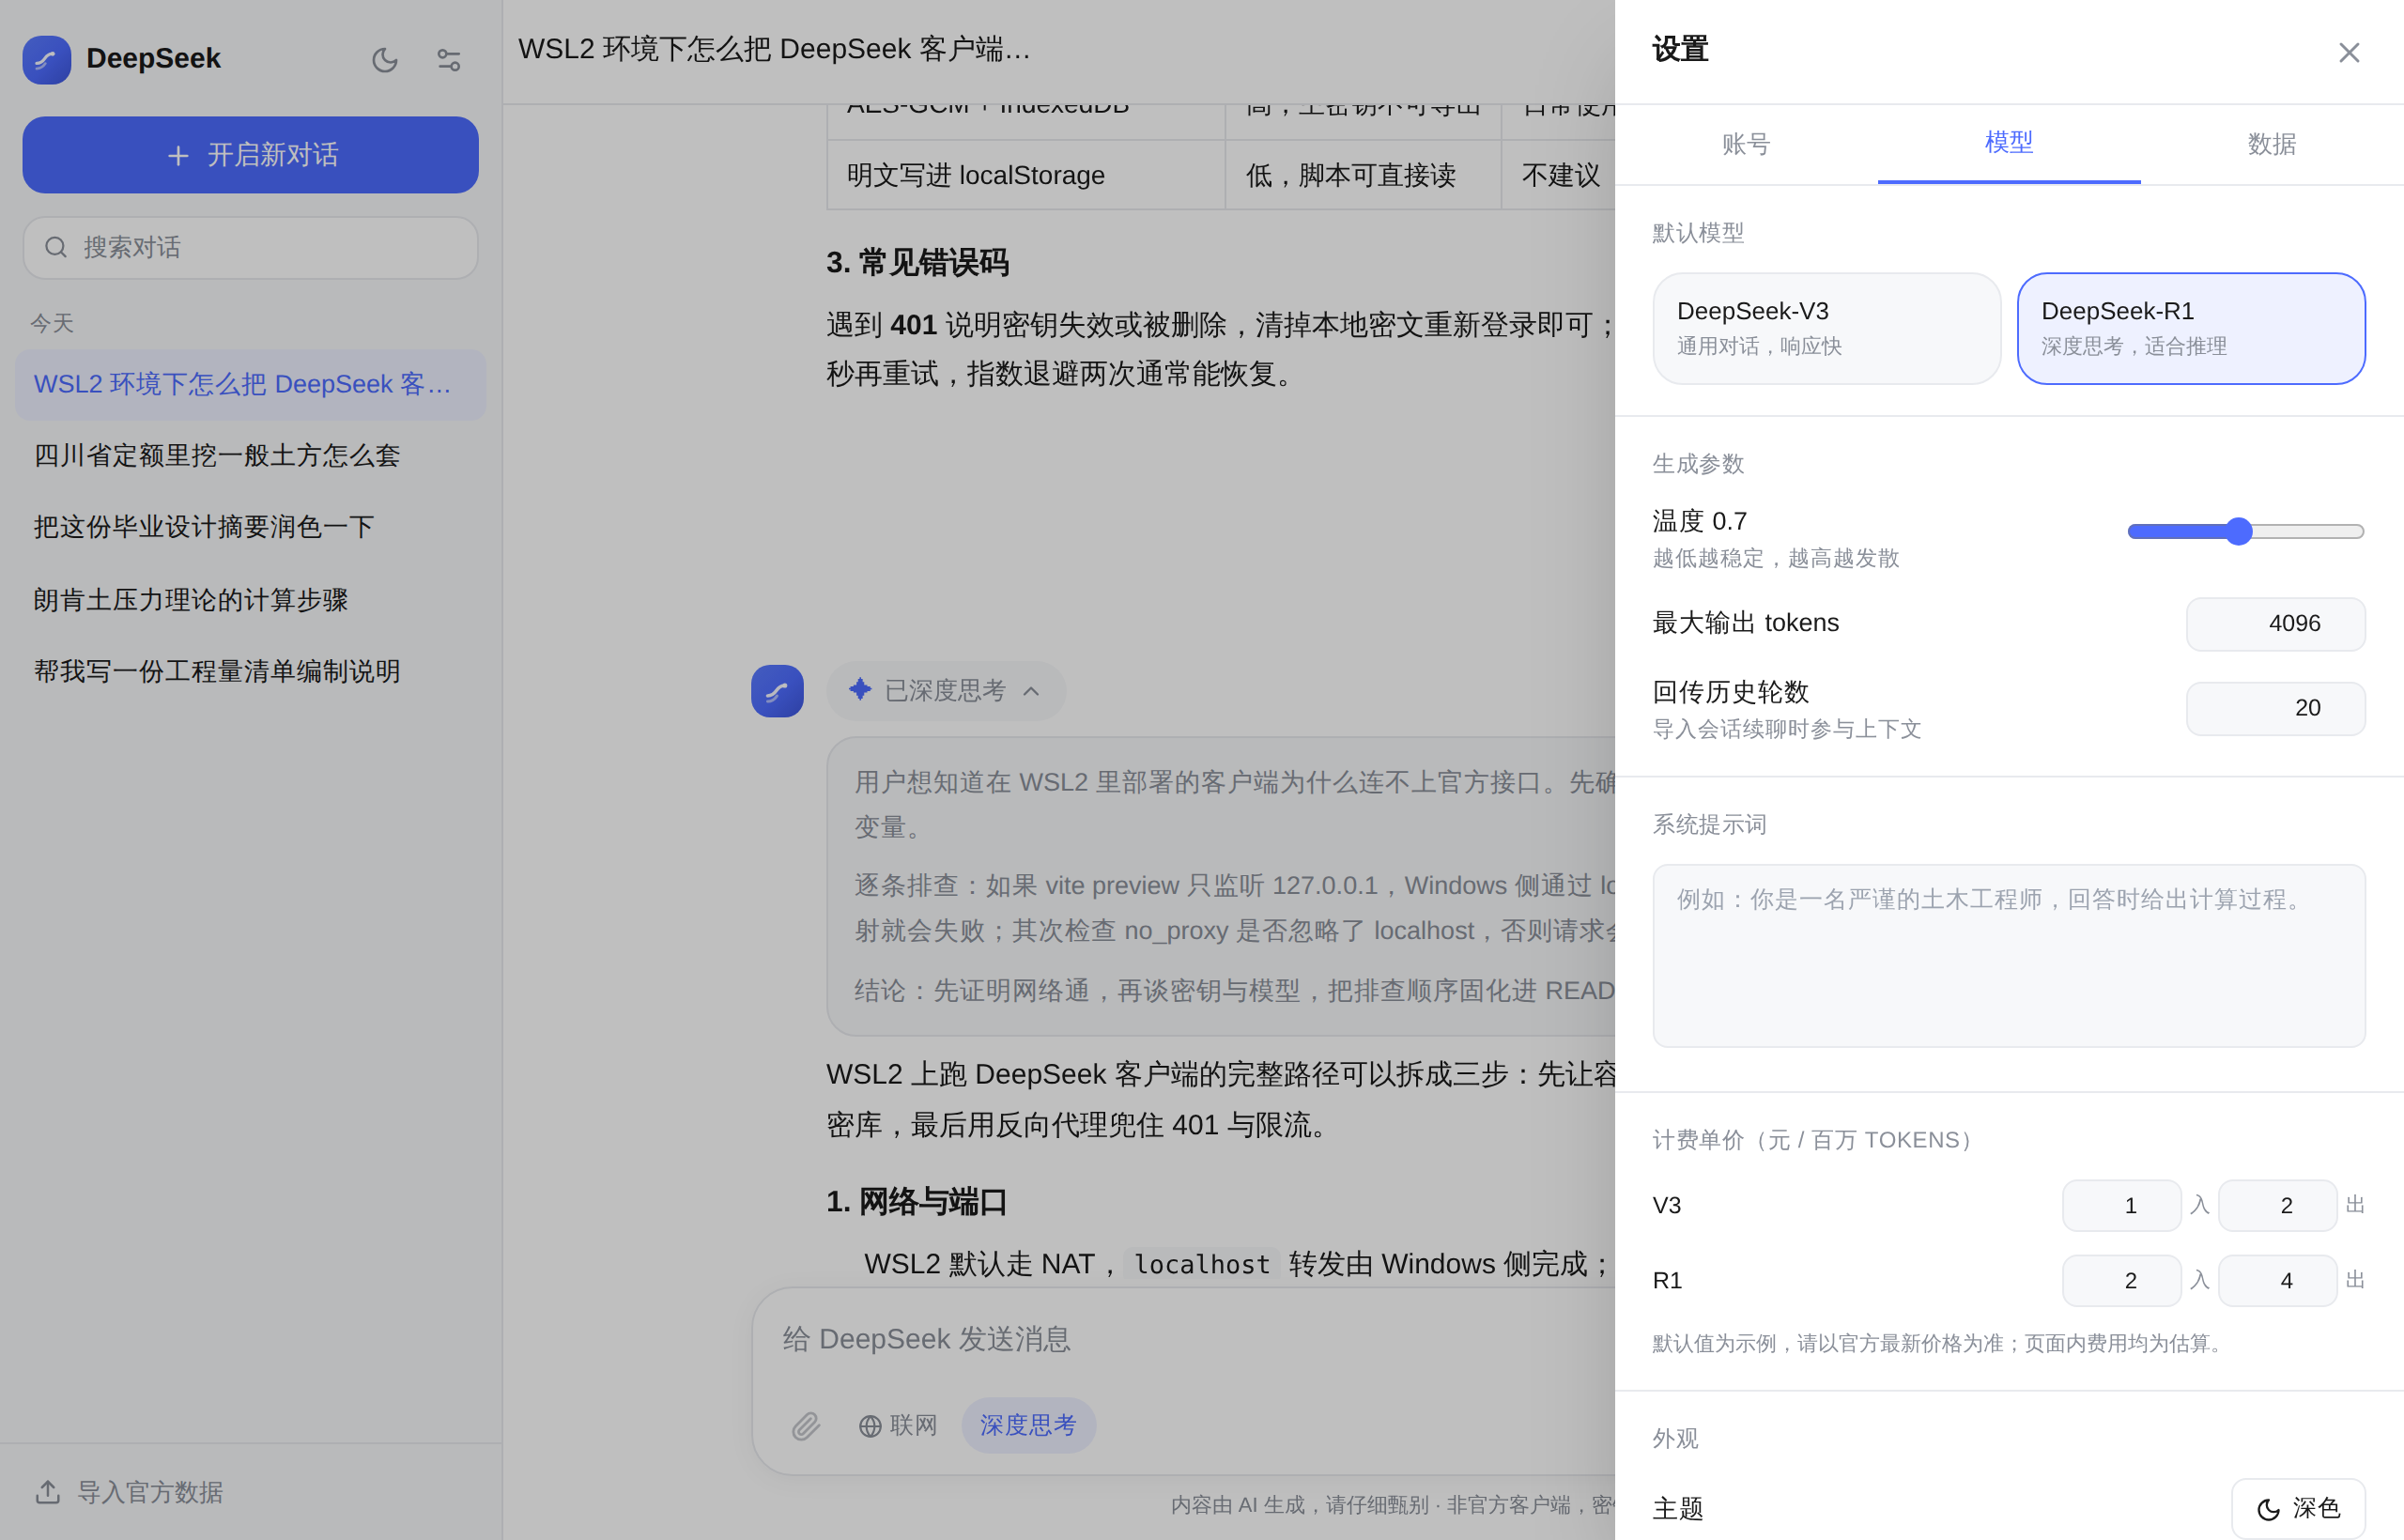 DeepSeek
开启新对话
搜索对话
今天
WSL2 环境下怎么把 DeepSeek 客…
四川省定额里挖一般土方怎么套
把这份毕业设计摘要润色一下
朗肯土压力理论的计算步骤
帮我写一份工程量清单编制说明
导入官方数据
WSL2 环境下怎么把 DeepSeek 客户端…
AES-GCM + IndexedDB 高，主密钥不可导出 日常使用
明文写进 localStorage 低，脚本可直接读 不建议
3. 常见错误码
遇到 401 说明密钥失效或被删除，清掉本地密文重新登录即可；
秒再重试，指数退避两次通常能恢复。
已深度思考
用户想知道在 WSL2 里部署的客户端为什么连不上官方接口。先确
变量。
逐条排查：如果 vite preview 只监听 127.0.0.1，Windows 侧通过 lo
射就会失败；其次检查 no_proxy 是否忽略了 localhost，否则请求会
结论：先证明网络通，再谈密钥与模型，把排查顺序固化进 READ
WSL2 上跑 DeepSeek 客户端的完整路径可以拆成三步：先让容
密库，最后用反向代理兜住 401 与限流。
1. 网络与端口
WSL2 默认走 NAT，localhost 转发由 Windows 侧完成；
给 DeepSeek 发送消息
联网 深度思考
内容由 AI 生成，请仔细甄别 · 非官方客户端，密
设置
账号 模型 数据
默认模型
DeepSeek-V3
通用对话，响应快
DeepSeek-R1
深度思考，适合推理
生成参数
温度 0.7
越低越稳定，越高越发散
最大输出 tokens 4096
回传历史轮数 20
导入会话续聊时参与上下文
系统提示词
例如：你是一名严谨的土木工程师，回答时给出计算过程。
计费单价（元 / 百万 TOKENS）
V3 1 入 2 出
R1 2 入 4 出
默认值为示例，请以官方最新价格为准；页面内费用均为估算。
外观
主题 深色